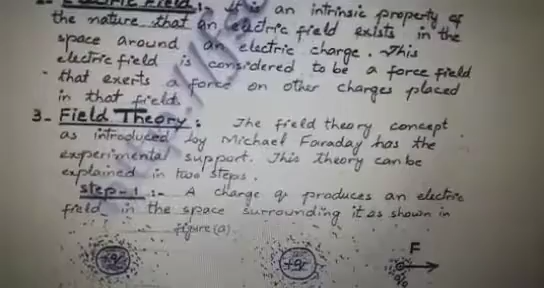 2- Electric Field:- It is an intrinsic property of
the nature that an electric field exists in the
space around an electric charge. This
electric field is considered to be a force field
that exerts a force on other charges placed
in that field.
3- Field Theory: The field theory concept
as introduced by Michael Faraday has the
experimental support. This theory can be
explained in two steps.
step-1:- A charge q produces an electric
field in the space surrounding it as shown in
figure (a).
+q +q F
q₀